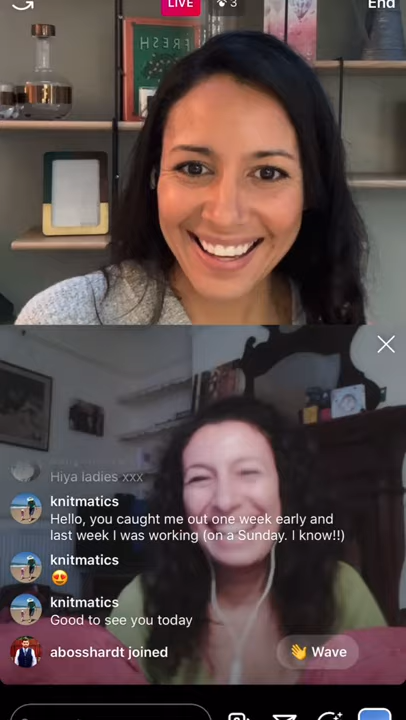 LIVE
3
End
FRESH
Hiya ladies xxx
knitmatics
Hello, you caught me out one week early and
last week I was working (on a Sunday. I know!!)
knitmatics
knitmatics
Good to see you today
abosshardt joined
Wave